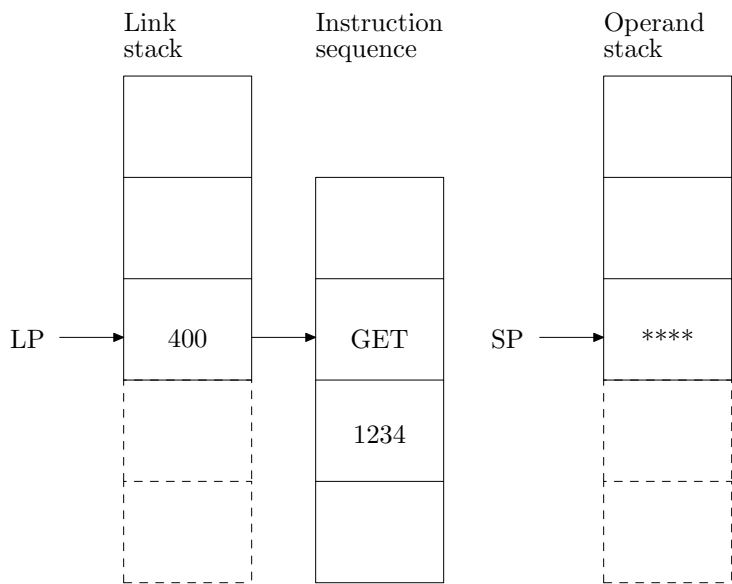 Link
stack
Instruction
sequence
Operand
stack
LP
400
GET
SP
****
1234